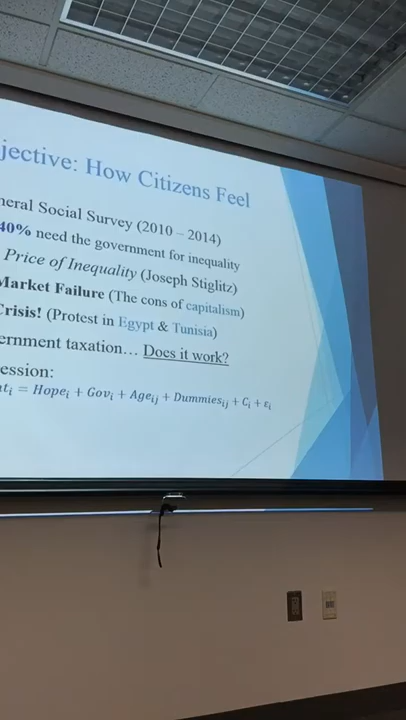 jective: How Citizens Feel
neral Social Survey (2010 – 2014)
40% need the government for inequality
Price of Inequality (Joseph Stiglitz)
Market Failure (The cons of capitalism)
Crisis! (Protest in Egypt & Tunisia)
ernment taxation… Does it work?
ession:
tᵢ = Hopeᵢ + Govᵢ + Ageᵢⱼ + Dummiesᵢⱼ + Cᵢ + εᵢ